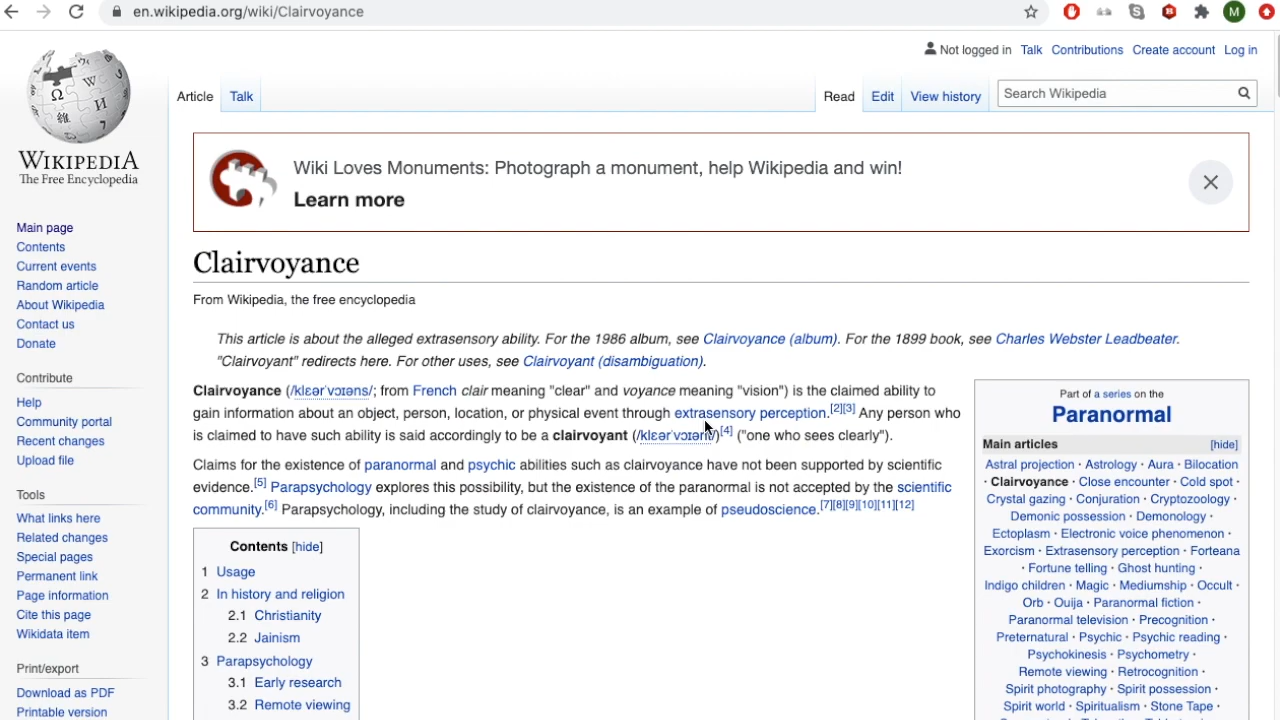 en.wikipedia.org/wiki/Clairvoyance
M
Not logged in Talk Contributions Create account Log in
Article Talk Read Edit View history Search Wikipedia
WIKIPEDIA
The Free Encyclopedia
Wiki Loves Monuments: Photograph a monument, help Wikipedia and win!
Learn more
Main page
Contents
Current events
Random article
About Wikipedia
Contact us
Donate
Contribute
Help
Community portal
Recent changes
Upload file
Tools
What links here
Related changes
Special pages
Permanent link
Page information
Cite this page
Wikidata item
Print/export
Download as PDF
Printable version
Clairvoyance
From Wikipedia, the free encyclopedia
This article is about the alleged extrasensory ability. For the 1986 album, see Clairvoyance (album). For the 1899 book, see Charles Webster Leadbeater.
"Clairvoyant" redirects here. For other uses, see Clairvoyant (disambiguation).
Clairvoyance (/klɛərˈvɔɪəns/; from French clair meaning "clear" and voyance meaning "vision") is the claimed ability to
gain information about an object, person, location, or physical event through extrasensory perception.[2][3] Any person who
is claimed to have such ability is said accordingly to be a clairvoyant (/klɛərˈvɔɪənt/)[4] ("one who sees clearly").
Claims for the existence of paranormal and psychic abilities such as clairvoyance have not been supported by scientific
evidence.[5] Parapsychology explores this possibility, but the existence of the paranormal is not accepted by the scientific
community.[6] Parapsychology, including the study of clairvoyance, is an example of pseudoscience.[7][8][9][10][11][12]
Contents [hide]
1 Usage
2 In history and religion
2.1 Christianity
2.2 Jainism
3 Parapsychology
3.1 Early research
3.2 Remote viewing
Part of a series on the
Paranormal
Main articles [hide]
Astral projection · Astrology · Aura · Bilocation
· Clairvoyance · Close encounter · Cold spot ·
Crystal gazing · Conjuration · Cryptozoology ·
Demonic possession · Demonology ·
Ectoplasm · Electronic voice phenomenon ·
Exorcism · Extrasensory perception · Forteana
· Fortune telling · Ghost hunting ·
Indigo children · Magic · Mediumship · Occult ·
Orb · Ouija · Paranormal fiction ·
Paranormal television · Precognition ·
Preternatural · Psychic · Psychic reading ·
Psychokinesis · Psychometry ·
Remote viewing · Retrocognition ·
Spirit photography · Spirit possession ·
Spirit world · Spiritualism · Stone Tape ·